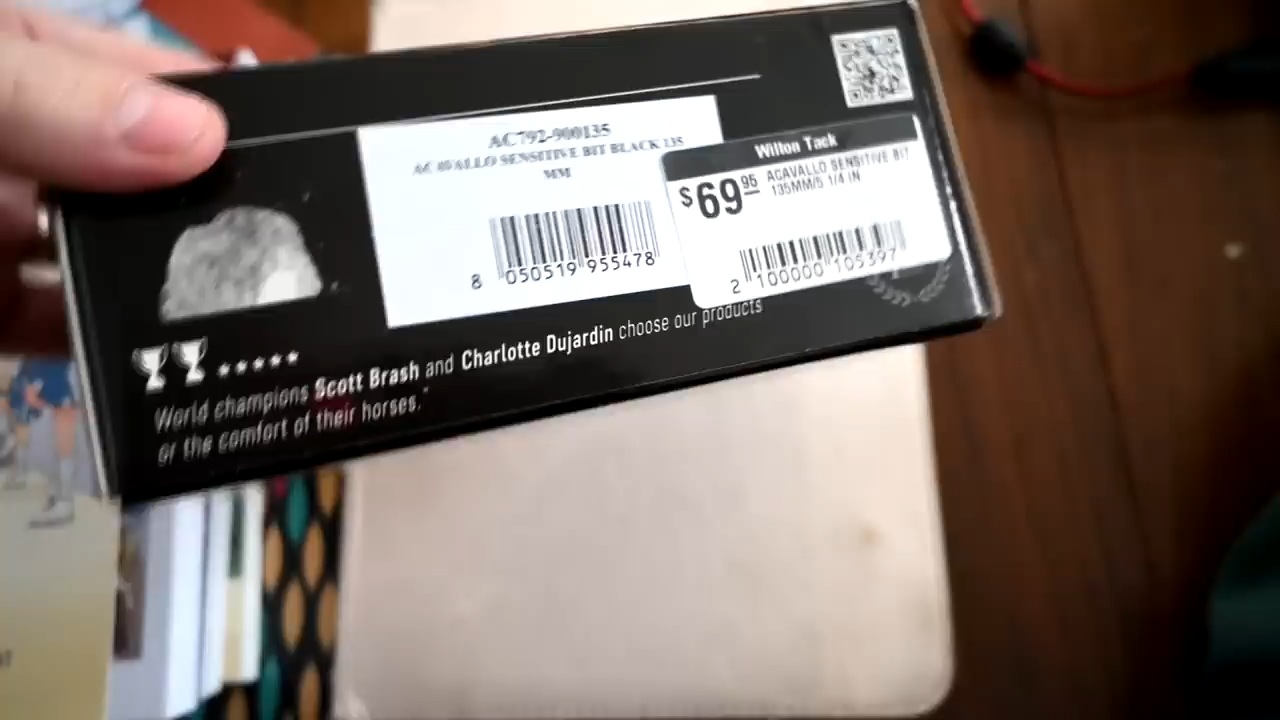 AC792-900135
ACAVALLO SENSITIVE BIT BLACK 135
MM
8 050519 955478
Wilton Tack
$69.95 ACAVALLO SENSITIVE BIT
135MM/5 1/4 IN
2 100000 105397
World champions Scott Brash and Charlotte Dujardin choose our products
or the comfort of their horses."